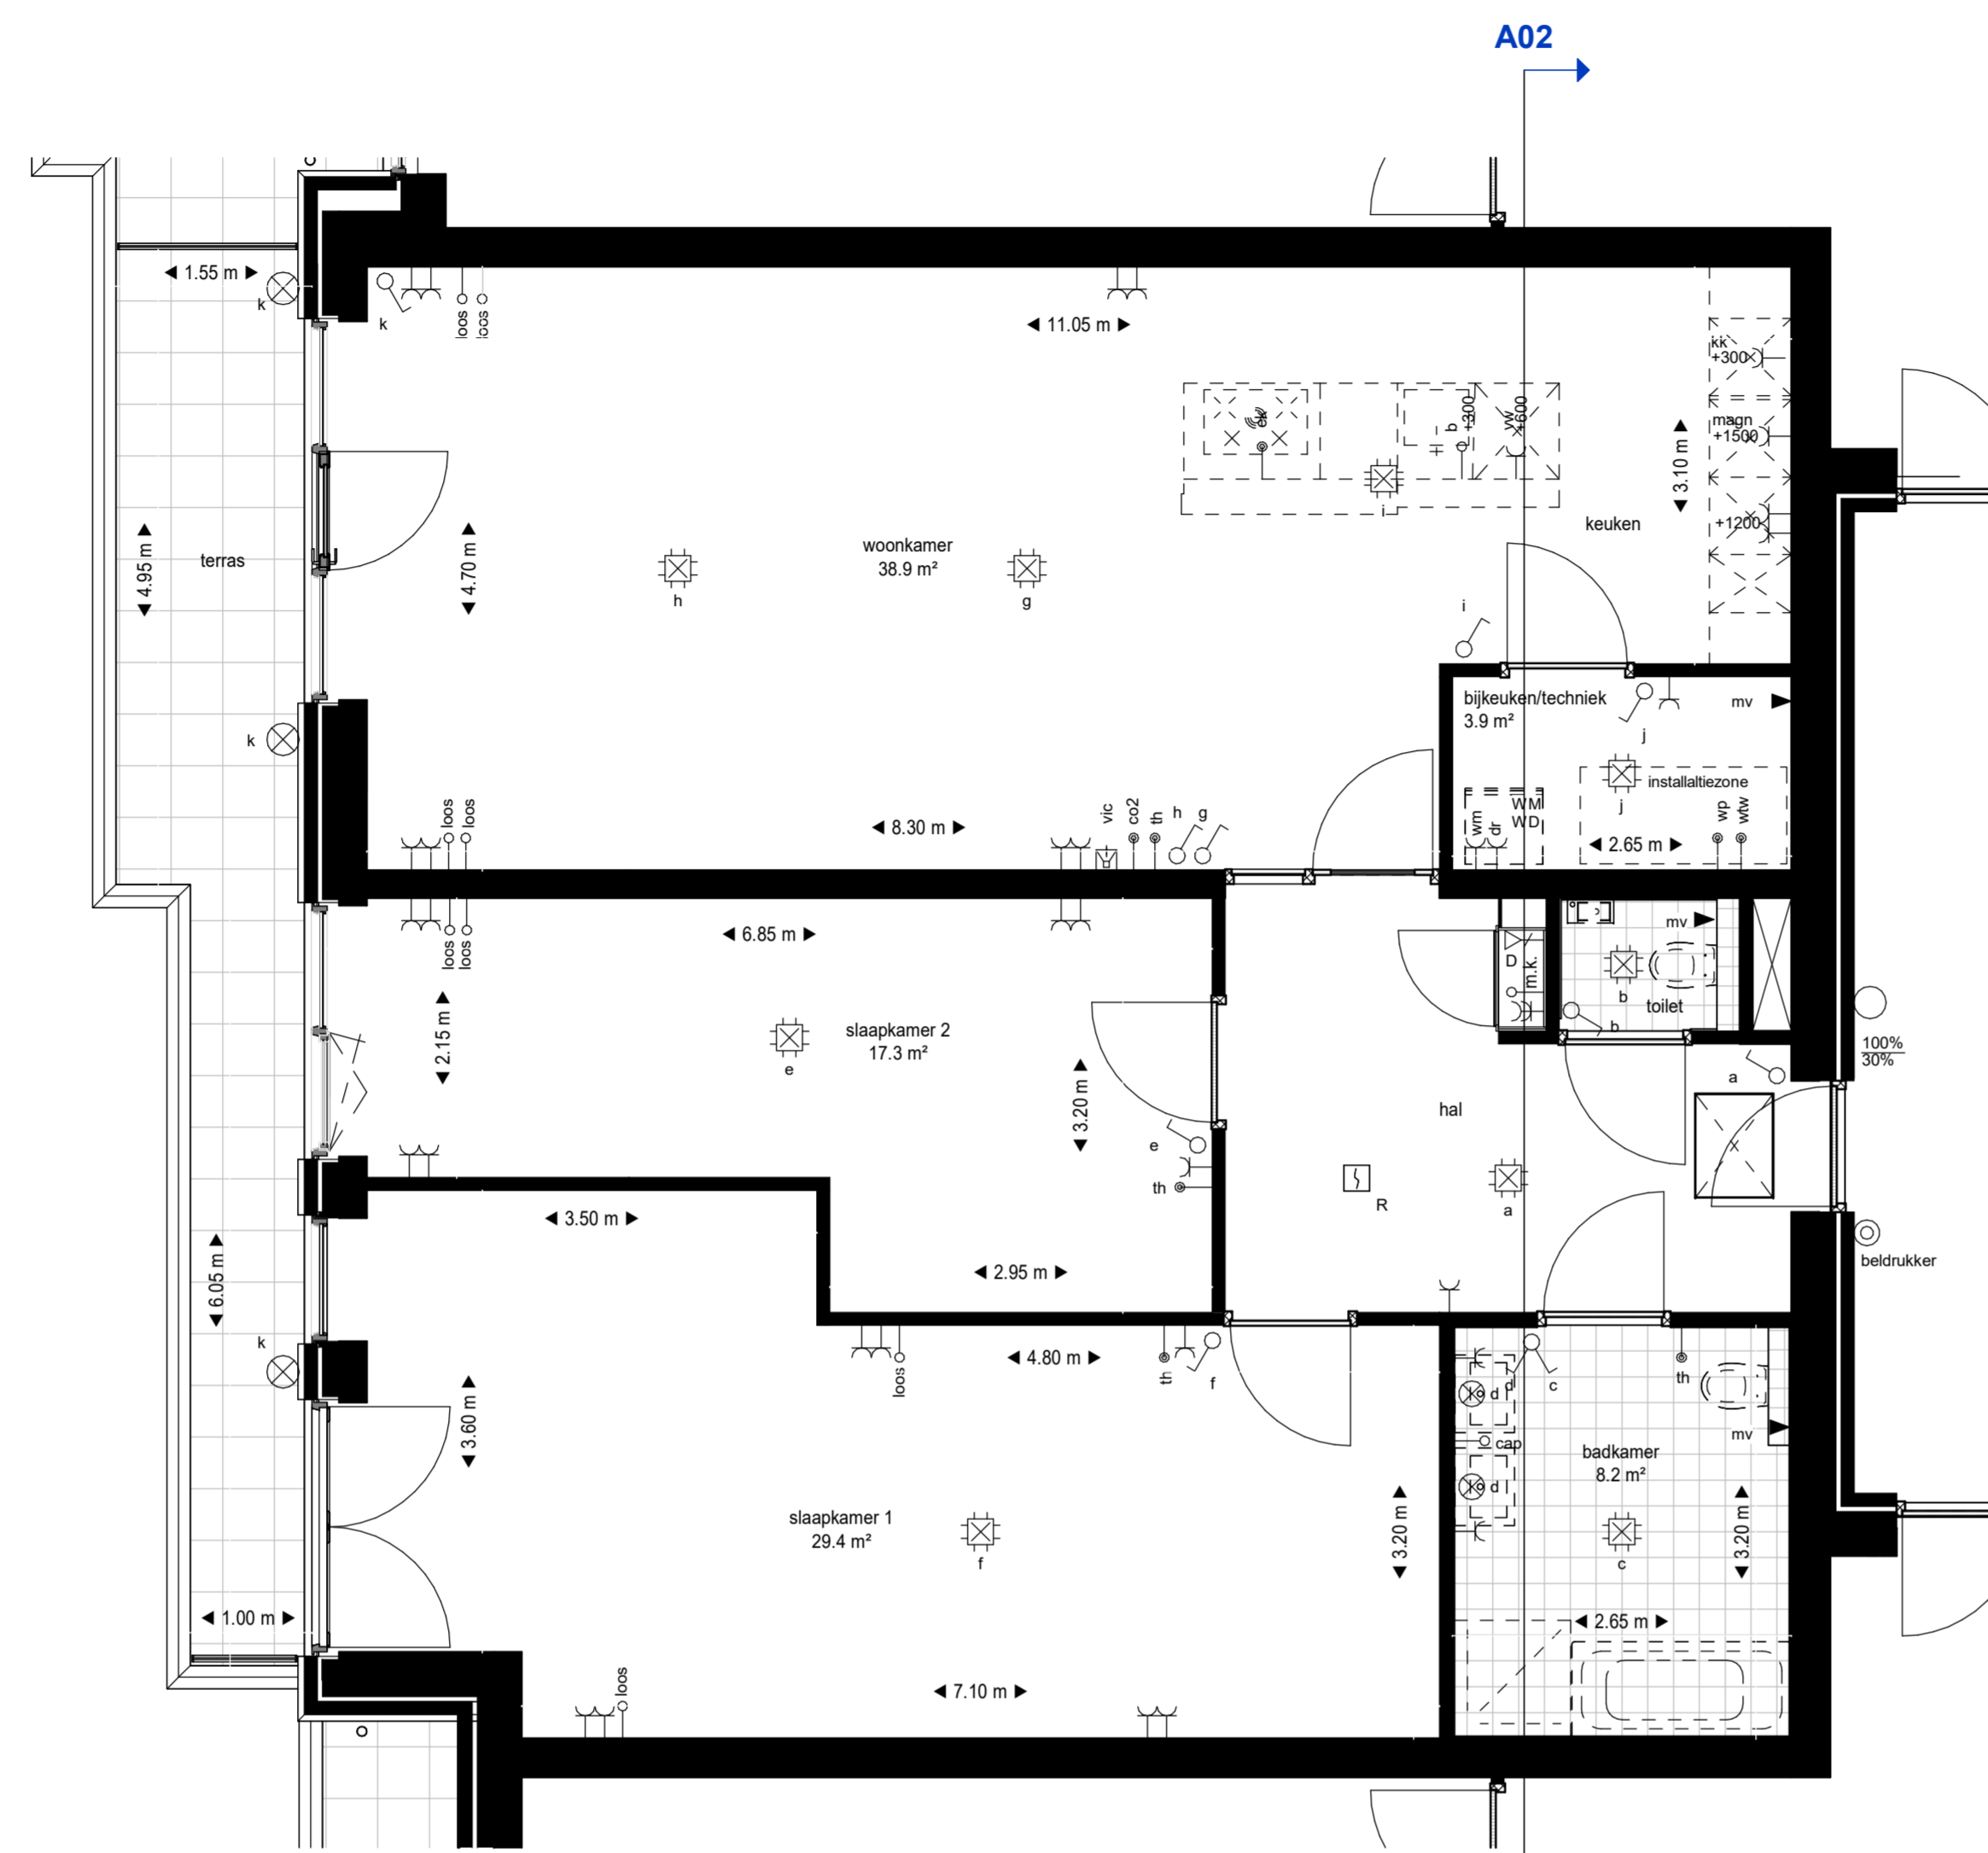 A02
1.55 m
k
k
loos
loos
11.05 m
kk
+300
ek
b
+300
vw
+600
magn
+1500
3.10 m
i
keuken
+1200
4.95 m
terras
4.70 m
woonkamer
38.9 m²
h
g
i
k
bijkeuken/techniek
3.9 m²
mv
j
installaltiezone
j
WM
WD
wm
dr
wp
wtw
2.65 m
loos
loos
8.30 m
vic
co2
th
h
g
6.85 m
loos
loos
mv
D
m.k.
b
toilet
b
2.15 m
slaapkamer 2
17.3 m²
e
3.20 m
100%
30%
a
hal
e
th
R
a
3.50 m
2.95 m
6.05 m
beldrukker
k
4.80 m
loos
th
f
d
c
th
d
3.60 m
cap
mv
badkamer
8.2 m²
d
3.20 m
3.20 m
slaapkamer 1
29.4 m²
f
c
1.00 m
2.65 m
loos
7.10 m